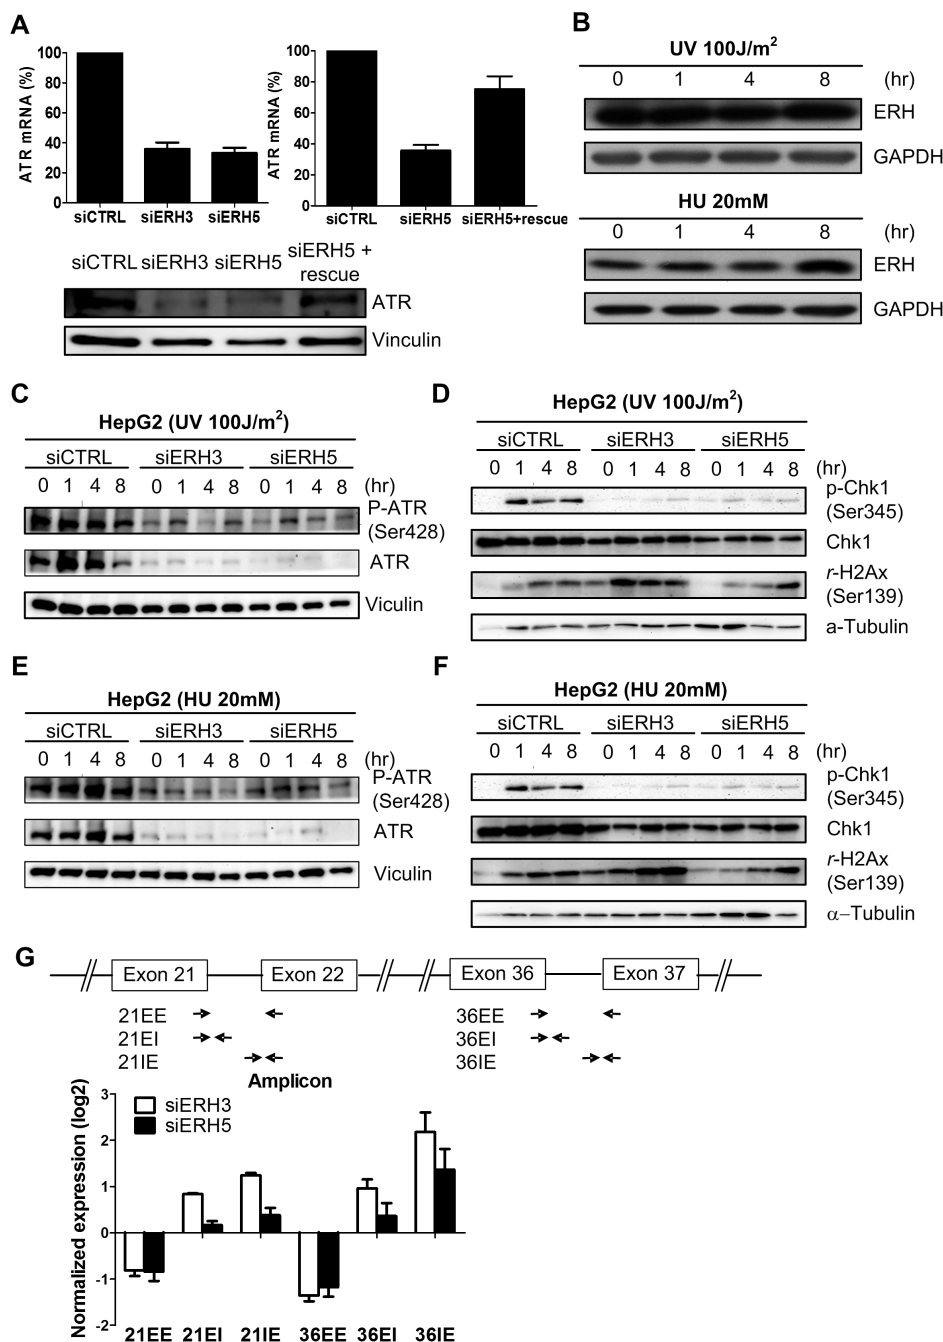 A
ATR mRNA (%)
100
80
60
40
20
0
siCTRL siERH3 siERH5
ATR mRNA (%)
100
80
60
40
20
0
siCTRL siERH5 siERH5+rescue
siCTRL siERH3 siERH5 siERH5 +
rescue
ATR
Vinculin
B
UV 100J/m²
0 1 4 8 (hr)
ERH
GAPDH
HU 20mM
0 1 4 8 (hr)
ERH
GAPDH
C
HepG2 (UV 100J/m²)
siCTRL siERH3 siERH5
0 1 4 8 0 1 4 8 0 1 4 8 (hr)
P-ATR
(Ser428)
ATR
Viculin
D
HepG2 (UV 100J/m²)
siCTRL siERH3 siERH5
0 1 4 8 0 1 4 8 0 1 4 8 (hr)
p-Chk1
(Ser345)
Chk1
r-H2Ax
(Ser139)
a-Tubulin
E
HepG2 (HU 20mM)
siCTRL siERH3 siERH5
0 1 4 8 0 1 4 8 0 1 4 8 (hr)
P-ATR
(Ser428)
ATR
Viculin
F
HepG2 (HU 20mM)
siCTRL siERH3 siERH5
0 1 4 8 0 1 4 8 0 1 4 8 (hr)
p-Chk1
(Ser345)
Chk1
r-H2Ax
(Ser139)
α–Tubulin
G
Exon 21 Exon 22 Exon 36 Exon 37
21EE 36EE
21EI 36EI
21IE 36IE
Amplicon
Normalized expression (log2)
3
2
1
0
-1
-2
siERH3
siERH5
21EE 21EI 21IE 36EE 36EI 36IE